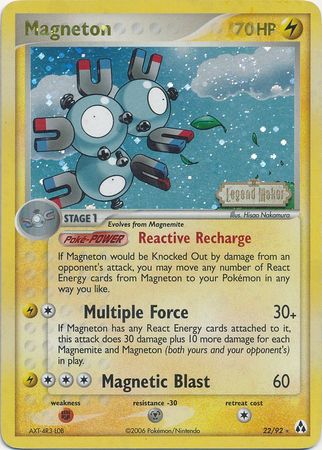 Magneton 70 HP
Legend Maker
Illus. Hisao Nakamura
STAGE 1
Evolves from Magnemite
Poké-POWER Reactive Recharge
If Magneton would be Knocked Out by damage from an
opponent's attack, you may move any number of React
Energy cards from Magneton to your Pokémon in any
way you like.
Multiple Force 30+
If Magneton has any React Energy cards attached to it,
this attack does 30 damage plus 10 more damage for each
Magnemite and Magneton (both yours and your opponent's)
in play.
Magnetic Blast 60
weakness resistance -30 retreat cost
AXT-4R3-L0B ©2006 Pokémon/Nintendo 22/92